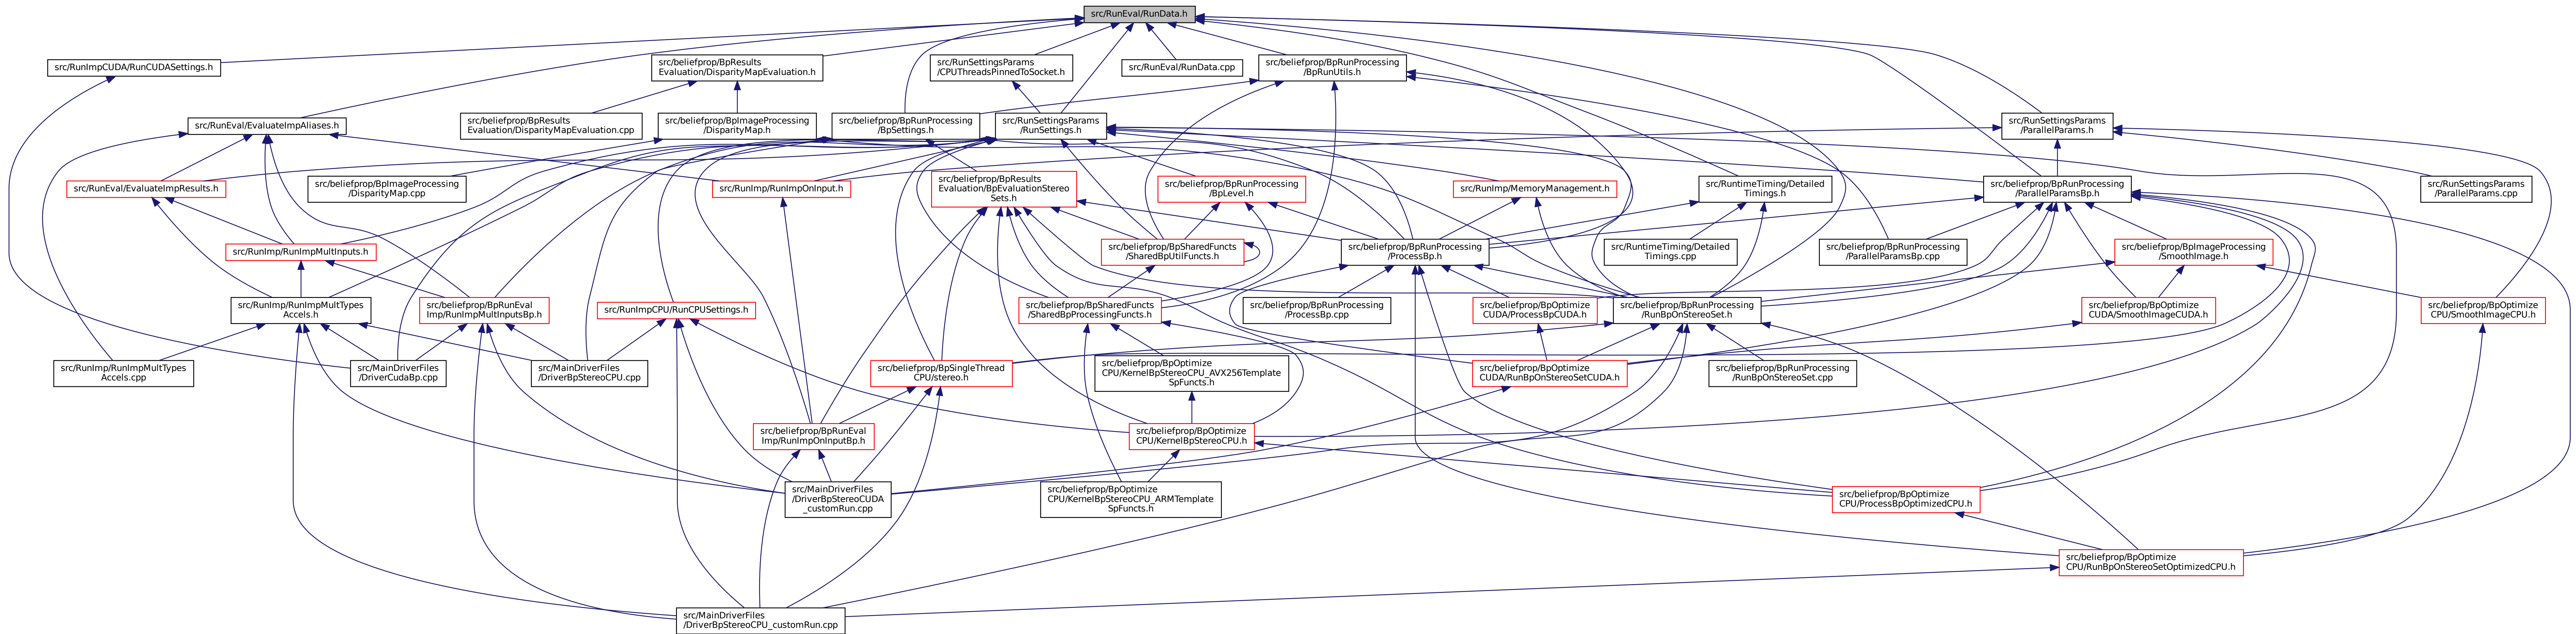 src/RunEval/RunData.h
src/RunImpCUDA/RunCUDASettings.h
src/beliefprop/BpResults
Evaluation/DisparityMapEvaluation.h
src/RunSettingsParams
/CPUThreadsPinnedToSocket.h
src/RunEval/RunData.cpp
src/beliefprop/BpRunProcessing
/BpRunUtils.h
src/RunEval/EvaluateImpAliases.h
src/beliefprop/BpResults
Evaluation/DisparityMapEvaluation.cpp
src/beliefprop/BpImageProcessing
/DisparityMap.h
src/beliefprop/BpRunProcessing
/BpSettings.h
src/RunSettingsParams
/RunSettings.h
src/RunSettingsParams
/ParallelParams.h
src/RunEval/EvaluateImpResults.h
src/beliefprop/BpImageProcessing
/DisparityMap.cpp
src/RunImp/RunImpOnInput.h
src/beliefprop/BpResults
Evaluation/BpEvaluationStereo
Sets.h
src/beliefprop/BpRunProcessing
/BpLevel.h
src/RunImp/MemoryManagement.h
src/RuntimeTiming/Detailed
Timings.h
src/beliefprop/BpRunProcessing
/ParallelParamsBp.h
src/RunSettingsParams
/ParallelParams.cpp
src/RunImp/RunImpMultInputs.h
src/beliefprop/BpSharedFuncts
/SharedBpUtilFuncts.h
src/beliefprop/BpRunProcessing
/ProcessBp.h
src/RuntimeTiming/Detailed
Timings.cpp
src/beliefprop/BpRunProcessing
/ParallelParamsBp.cpp
src/beliefprop/BpImageProcessing
/SmoothImage.h
src/RunImp/RunImpMultTypes
Accels.h
src/beliefprop/BpRunEval
Imp/RunImpMultInputsBp.h
src/RunImpCPU/RunCPUSettings.h
src/beliefprop/BpSharedFuncts
/SharedBpProcessingFuncts.h
src/beliefprop/BpRunProcessing
/ProcessBp.cpp
src/beliefprop/BpOptimize
CUDA/ProcessBpCUDA.h
src/beliefprop/BpRunProcessing
/RunBpOnStereoSet.h
src/beliefprop/BpOptimize
CUDA/SmoothImageCUDA.h
src/beliefprop/BpOptimize
CPU/SmoothImageCPU.h
src/RunImp/RunImpMultTypes
Accels.cpp
src/MainDriverFiles
/DriverCudaBp.cpp
src/MainDriverFiles
/DriverBpStereoCPU.cpp
src/beliefprop/BpSingleThread
CPU/stereo.h
src/beliefprop/BpOptimize
CPU/KernelBpStereoCPU_AVX256Template
SpFuncts.h
src/beliefprop/BpOptimize
CUDA/RunBpOnStereoSetCUDA.h
src/beliefprop/BpRunProcessing
/RunBpOnStereoSet.cpp
src/beliefprop/BpRunEval
Imp/RunImpOnInputBp.h
src/beliefprop/BpOptimize
CPU/KernelBpStereoCPU.h
src/MainDriverFiles
/DriverBpStereoCUDA
_customRun.cpp
src/beliefprop/BpOptimize
CPU/KernelBpStereoCPU_ARMTemplate
SpFuncts.h
src/beliefprop/BpOptimize
CPU/ProcessBpOptimizedCPU.h
src/beliefprop/BpOptimize
CPU/RunBpOnStereoSetOptimizedCPU.h
src/MainDriverFiles
/DriverBpStereoCPU_customRun.cpp